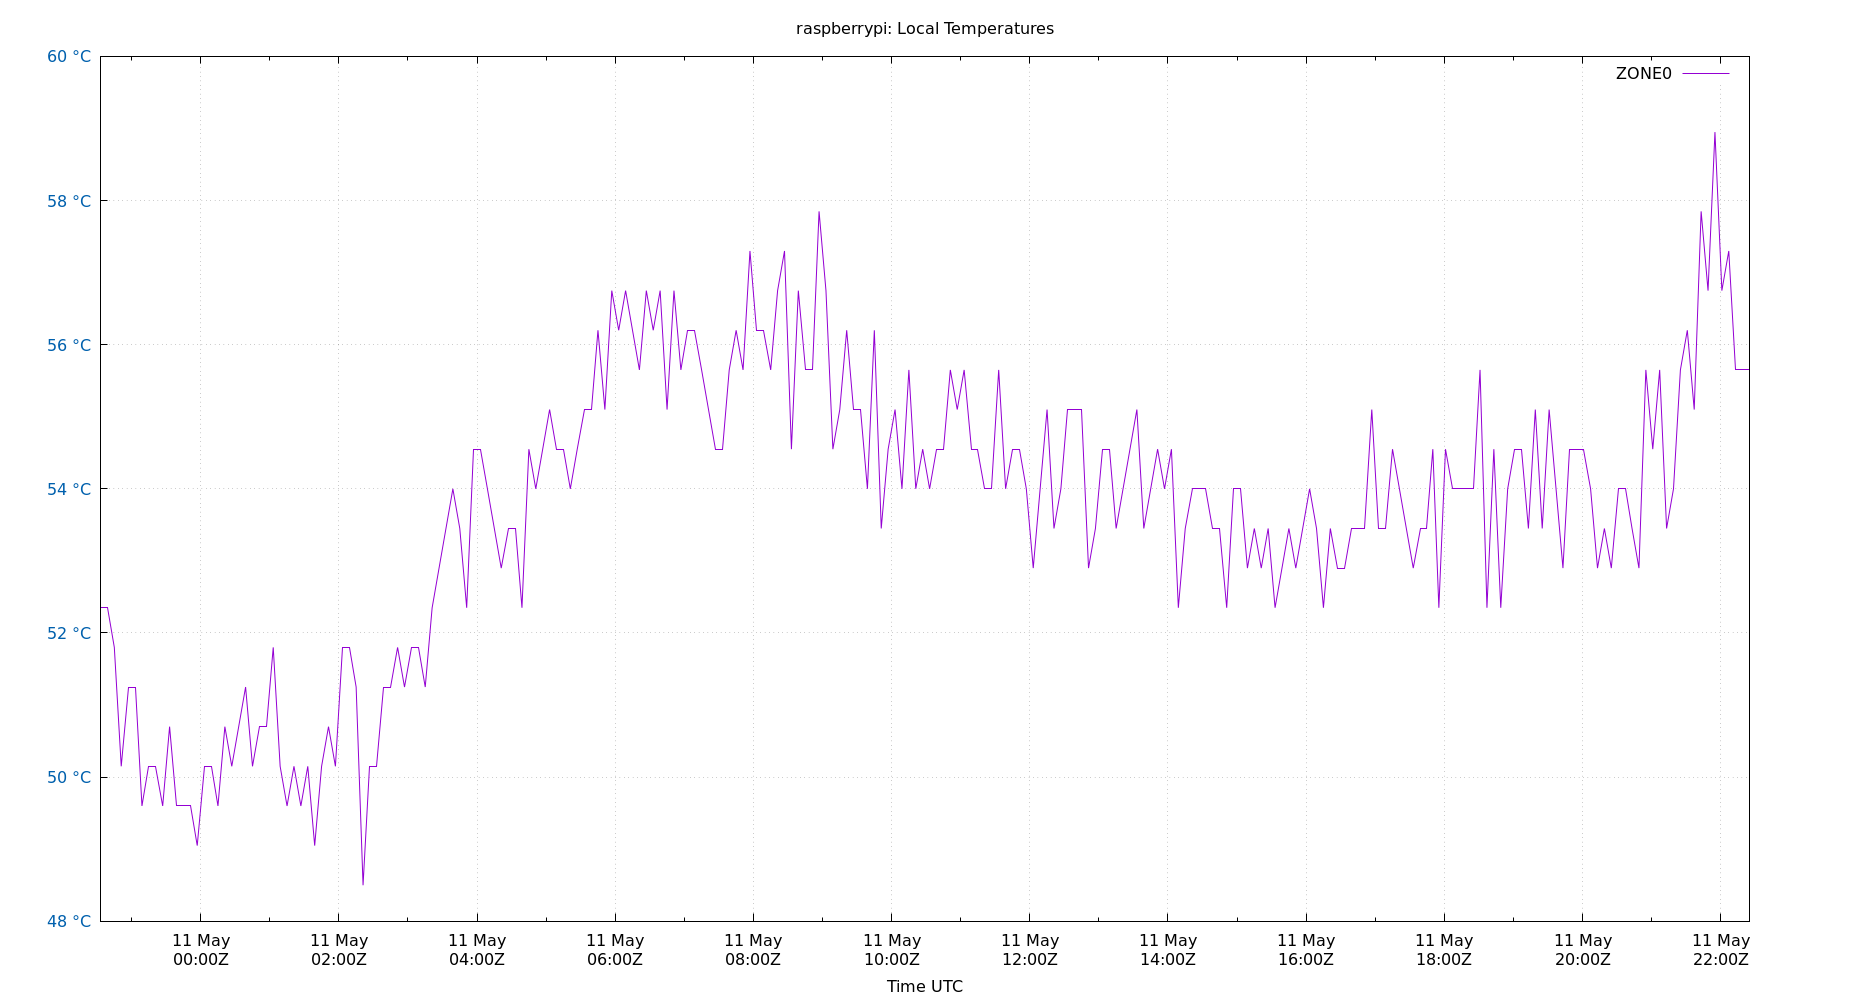 raspberrypi: Local Temperatures
60 °C
ZONE0
58 °C
56 °C
54 °C
52 °C
50 °C
48 °C
11 May 11 May 11 May 11 May 11 May 11 May 11 May 11 May 11 May 11 May 11 May 11 May
00:00Z 02:00Z 04:00Z 06:00Z 08:00Z 10:00Z 12:00Z 14:00Z 16:00Z 18:00Z 20:00Z 22:00Z
Time UTC